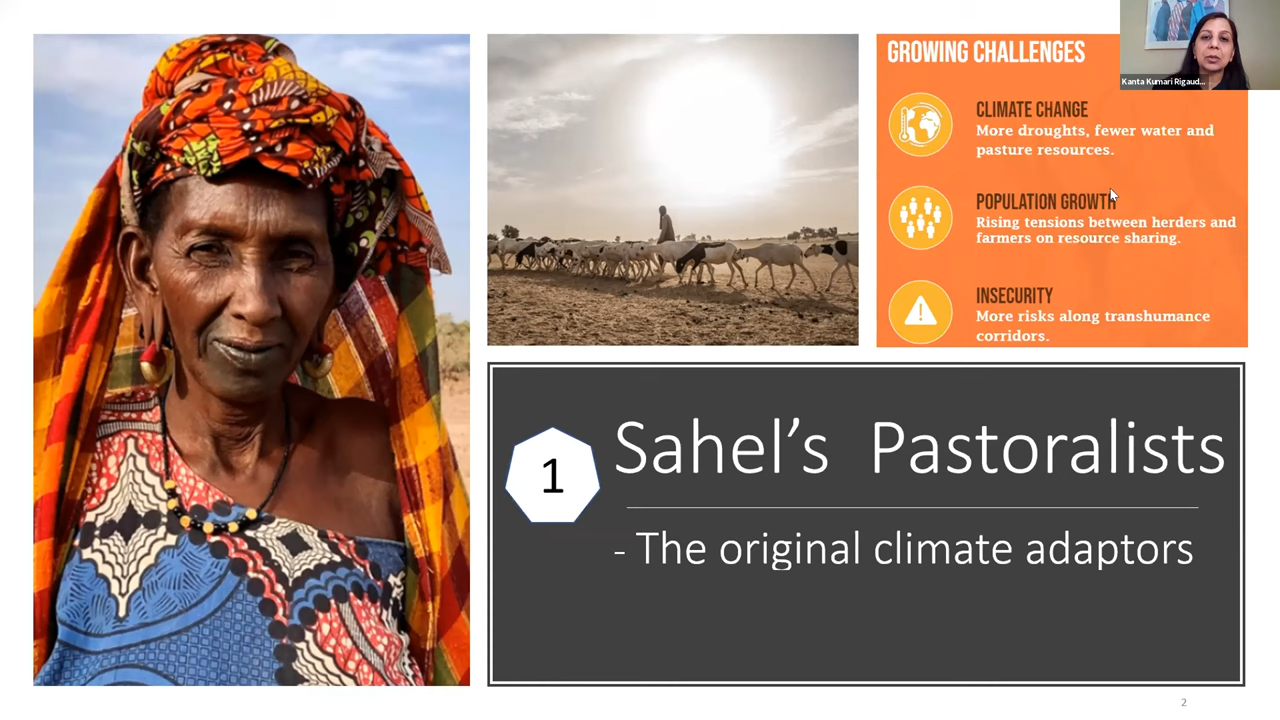 GROWING CHALLENGES
Kanta Kumari Rigaud...
CLIMATE CHANGE
More droughts, fewer water and
pasture resources.
POPULATION GROWTH
Rising tensions between herders and
farmers on resource sharing.
INSECURITY
More risks along transhumance
corridors.
1
Sahel’s Pastoralists
- The original climate adaptors
2